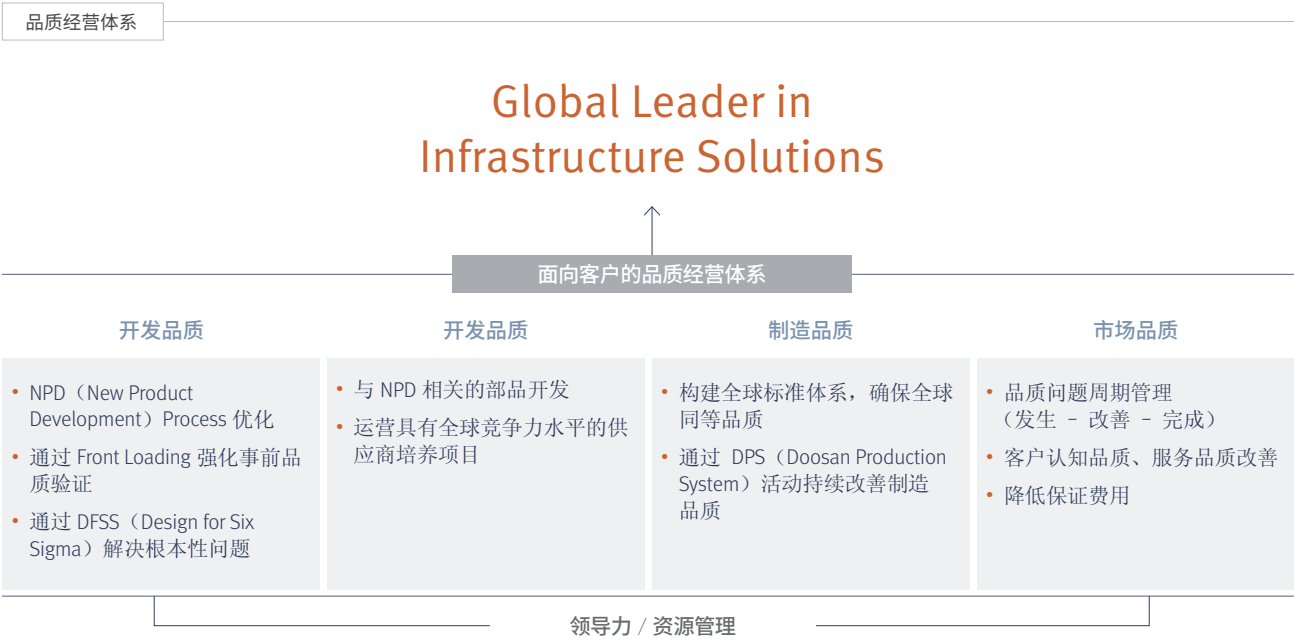 品质经营体系
Global Leader in
Infrastructure Solutions
面向客户的品质经营体系
开发品质
• NPD（New Product
Development）Process 优化
• 通过 Front Loading 强化事前品
质验证
• 通过 DFSS（Design for Six
Sigma）解决根本性问题
开发品质
• 与 NPD 相关的部品开发
• 运营具有全球竞争力水平的供
应商培养项目
制造品质
• 构建全球标准体系，确保全球
同等品质
• 通过 DPS（Doosan Production
System）活动持续改善制造
品质
市场品质
• 品质问题周期管理
（发生 - 改善 - 完成）
• 客户认知品质、服务品质改善
• 降低保证费用
领导力 / 资源管理